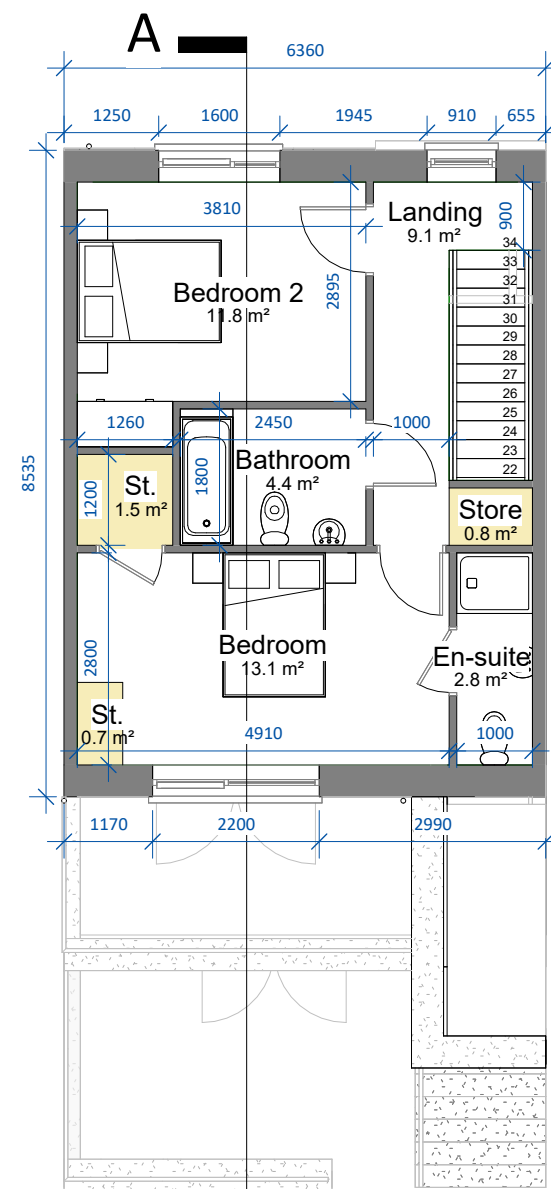 A
6360
1250
1600
1945
910
655
3810
Landing
9.1 m²
900
2895
Bedroom 2
11.8 m²
34
33
32
31
30
29
28
27
26
25
24
23
22
8535
1260
2450
1000
Bathroom
4.4 m²
1800
St.
1.5 m²
1200
Store
0.8 m²
Bedroom
13.1 m²
En-suite
2.8 m²
2800
St.
0.7 m²
4910
1000
1170
2200
2990